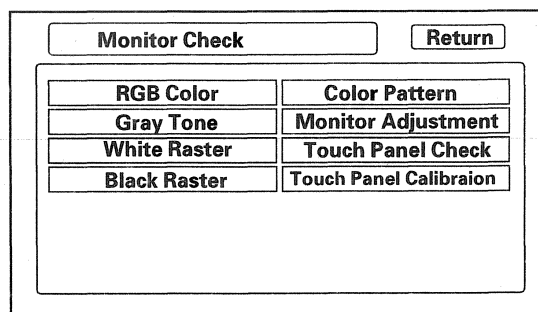 Monitor Check Return
RGB Color Color Pattern
Gray Tone Monitor Adjustment
White Raster Touch Panel Check
Black Raster Touch Panel Calibraion